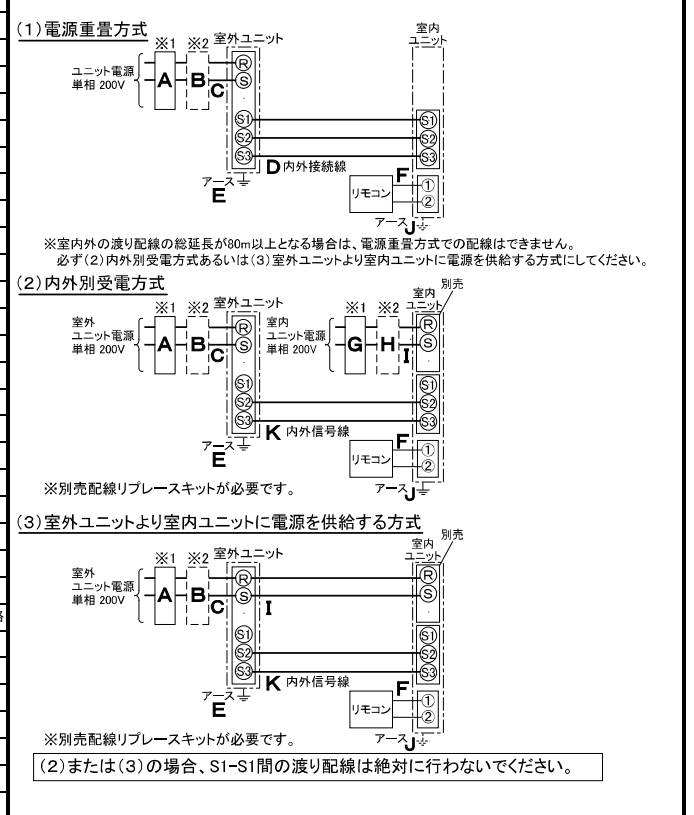 (1)電源重畳方式
※1 ※2 室外ユニット
室内
ユニット
ユニット電源
単相 200V
A B C
R
S
S1 S1
S2 S2
S3 S3
D 内外接続線
アース
E
F
リモコン
①
②
アース J
※室内外の渡り配線の総延長が80m以上となる場合は、電源重畳方式での配線はできません。
必ず(2)内外別受電方式あるいは(3)室外ユニットより室内ユニットに電源を供給する方式にしてください。
(2)内外別受電方式
別売
※1 ※2 室外ユニット
※1 ※2 室内
ユニット
室外
ユニット電源
単相 200V
A B C
R
S
室内
ユニット電源
単相 200V
G H I
R
S
S1 S1
S2 S2
S3 S3
K 内外信号線
アース
E
F
リモコン
①
②
アース J
※別売配線リプレースキットが必要です。
(3)室外ユニットより室内ユニットに電源を供給する方式
別売
※1 ※2 室外ユニット
室内
ユニット
室外
ユニット電源
単相 200V
A B C
R R
S S
I
S1 S1
S2 S2
S3 S3
K 内外信号線
アース
E
F
リモコン
①
②
アース J
※別売配線リプレースキットが必要です。
(2)または(3)の場合、S1-S1間の渡り配線は絶対に行わないでください。